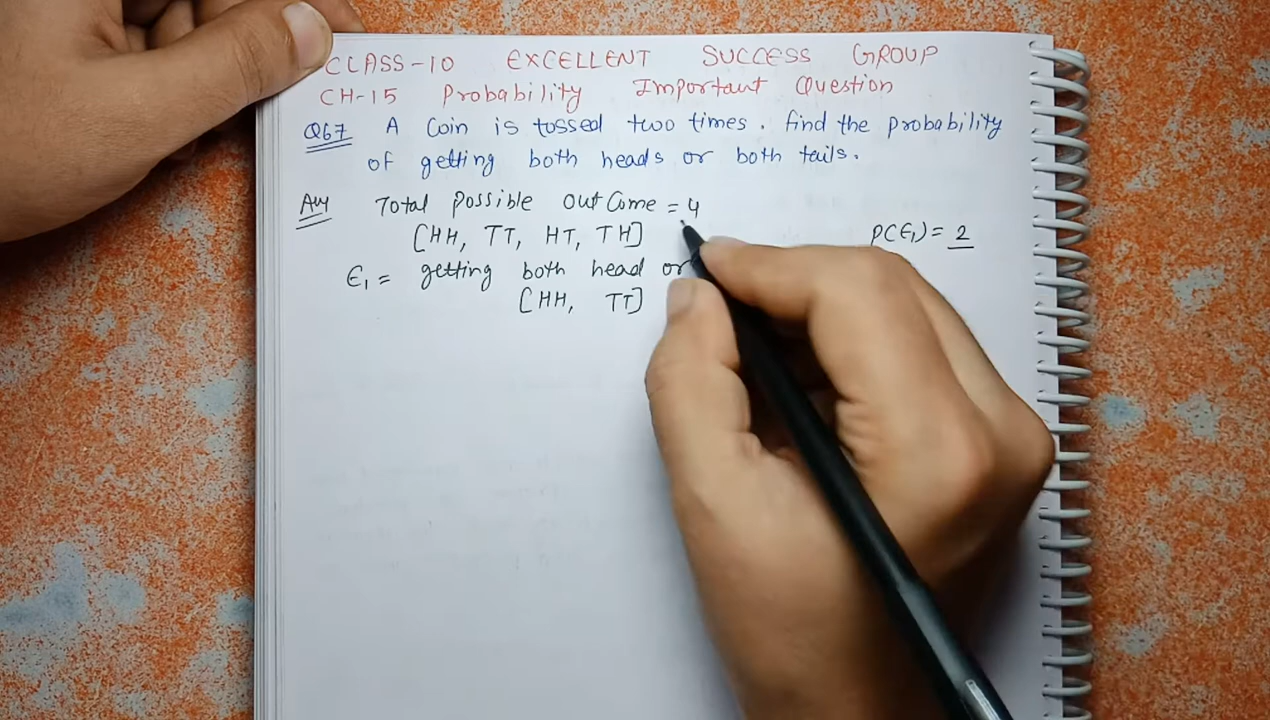 CLASS-10 EXCELLENT SUCCESS GROUP
CH-15 Probability Important Question
Q67 A Coin is tossed two times. find the probability
of getting both heads or both tails.
Ans Total Possible outCome = 4
[HH, TT, HT, TH]
P(E₁) = 2
E₁ = getting both head or
[HH, TT]